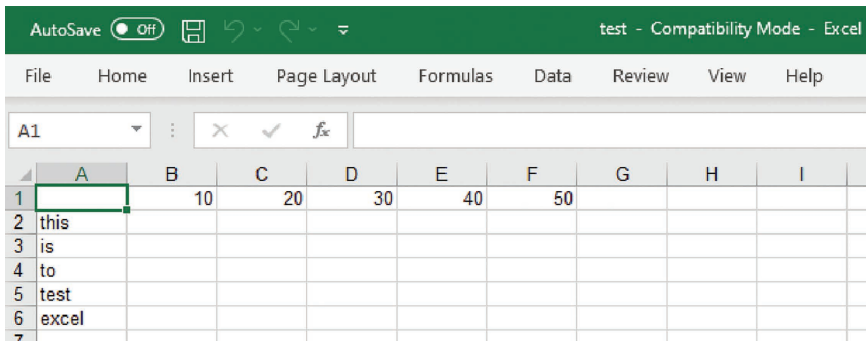 AutoSave Off test - Compatibility Mode - Excel
File Home Insert Page Layout Formulas Data Review View Help
A1 fx
A B C D E F G H I
1 10 20 30 40 50
2 this
3 is
4 to
5 test
6 excel
7